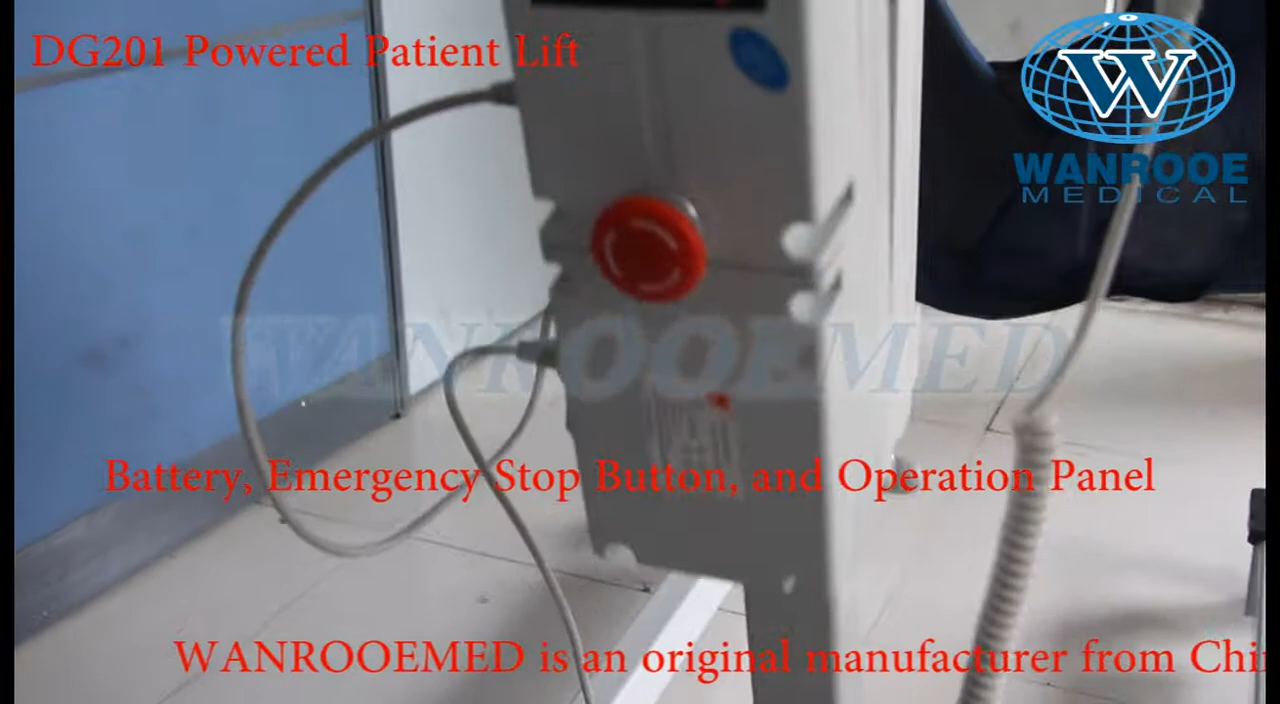 DG201 Powered Patient Lift
W
WANROOE
MEDICAL
WANROOEMED
Battery, Emergency Stop Button, and Operation Panel
WANROOEMED is an original manufacturer from Chi